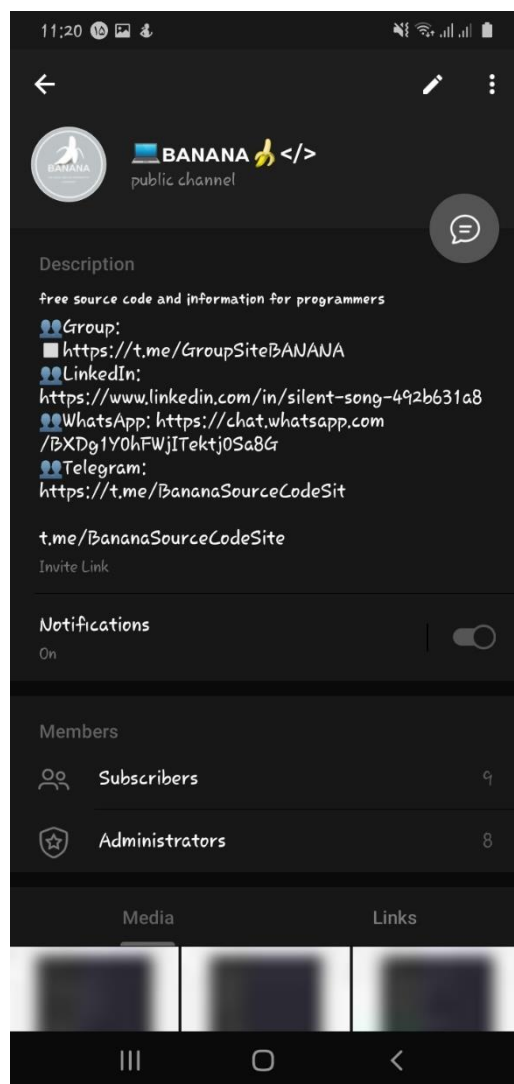 11:20 ۱۵
BANANA
💻BANANA🍌</>
public channel
Description
free source code and information for programmers
👥Group:
◻️https://t.me/GroupSiteBANANA
👥LinkedIn:
https://www.linkedin.com/in/silent-song-492b631a8
👥WhatsApp: https://chat.whatsapp.com
/BXDg1Y0hFWjITektj0Sa8G
👥Telegram:
https://t.me/BananaSourceCodeSit
t.me/BananaSourceCodeSite
Invite Link
Notifications
On
Members
Subscribers 9
Administrators 8
Media Links